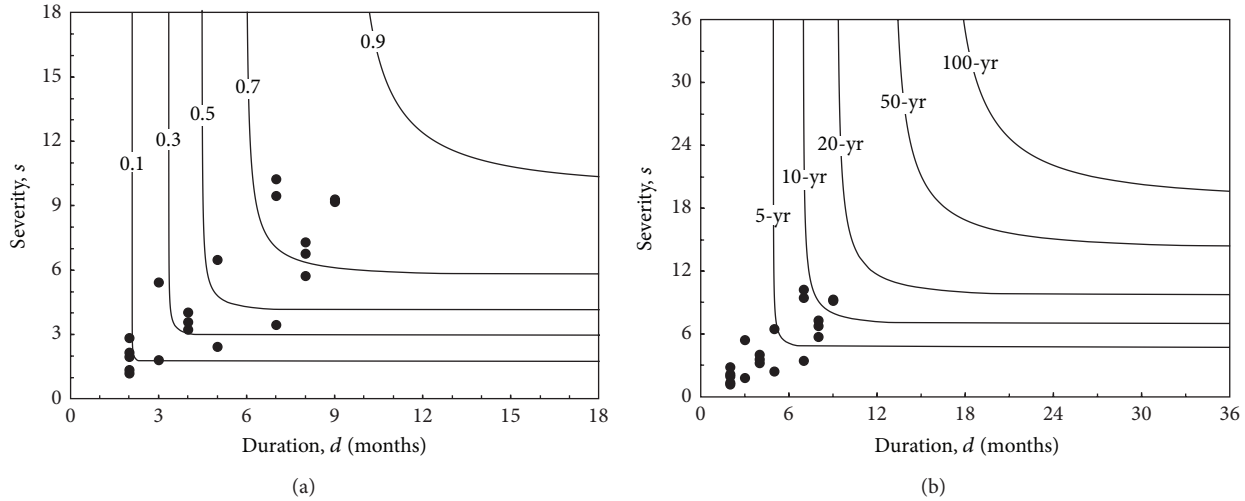 18
15
12
9
6
3
0
Severity, s
0.1
0.3
0.5
0.7
0.9
0 3 6 9 12 15 18
Duration, d (months)
(a)
36
30
24
18
12
6
0
Severity, s
5-yr
10-yr
20-yr
50-yr
100-yr
0 6 12 18 24 30 36
Duration, d (months)
(b)